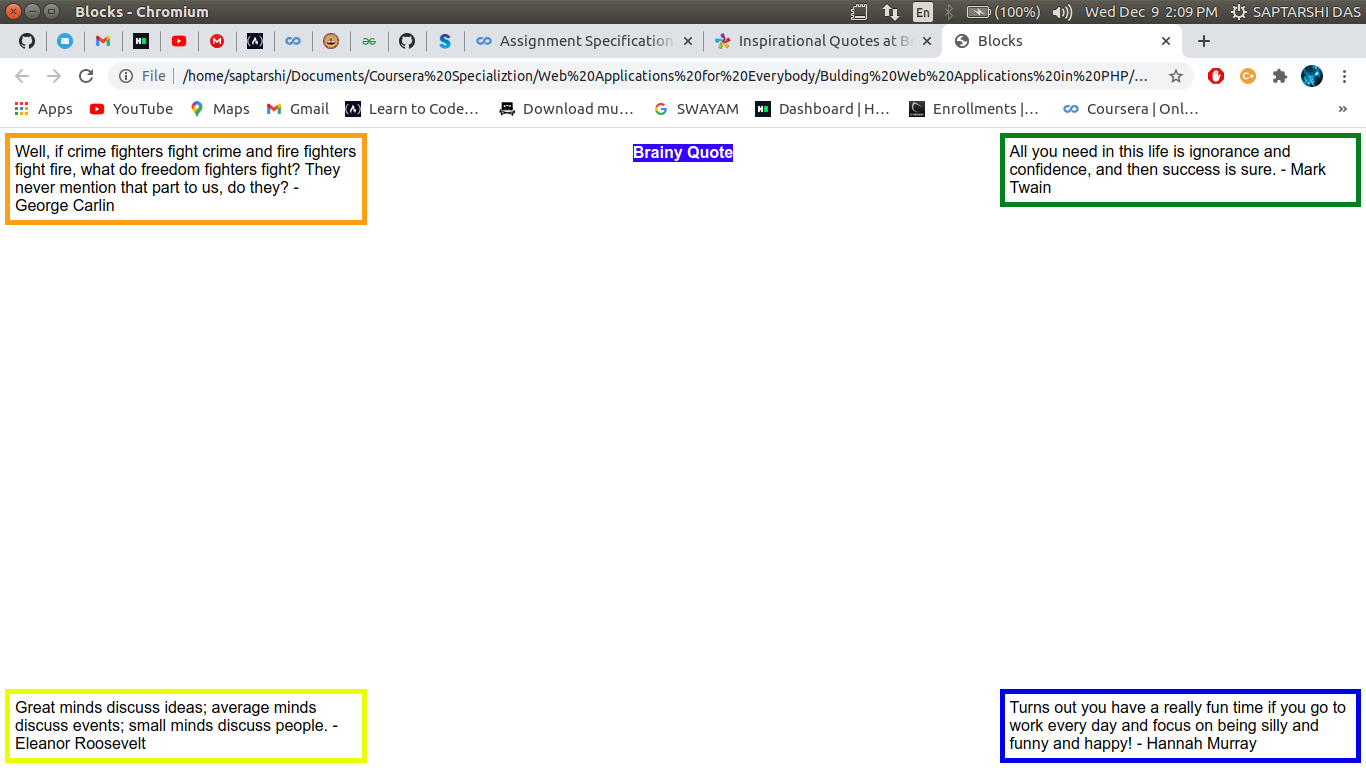 Blocks - Chromium
En
(100%)
Wed Dec 9 2:09 PM
SAPTARSHI DAS
Assignment Specification
Inspirational Quotes at Br
Blocks
File
/home/saptarshi/Documents/Coursera%20Specializtion/Web%20Applications%20for%20Everybody/Bulding%20Web%20Applications%20in%20PHP/…
Apps
YouTube
Maps
Gmail
Learn to Code…
Download mu…
SWAYAM
Dashboard | H…
Enrollments |…
Coursera | Onl…
»
Well, if crime fighters fight crime and fire fighters
fight fire, what do freedom fighters fight? They
never mention that part to us, do they? -
George Carlin
Brainy Quote
All you need in this life is ignorance and
confidence, and then success is sure. - Mark
Twain
Great minds discuss ideas; average minds
discuss events; small minds discuss people. -
Eleanor Roosevelt
Turns out you have a really fun time if you go to
work every day and focus on being silly and
funny and happy! - Hannah Murray